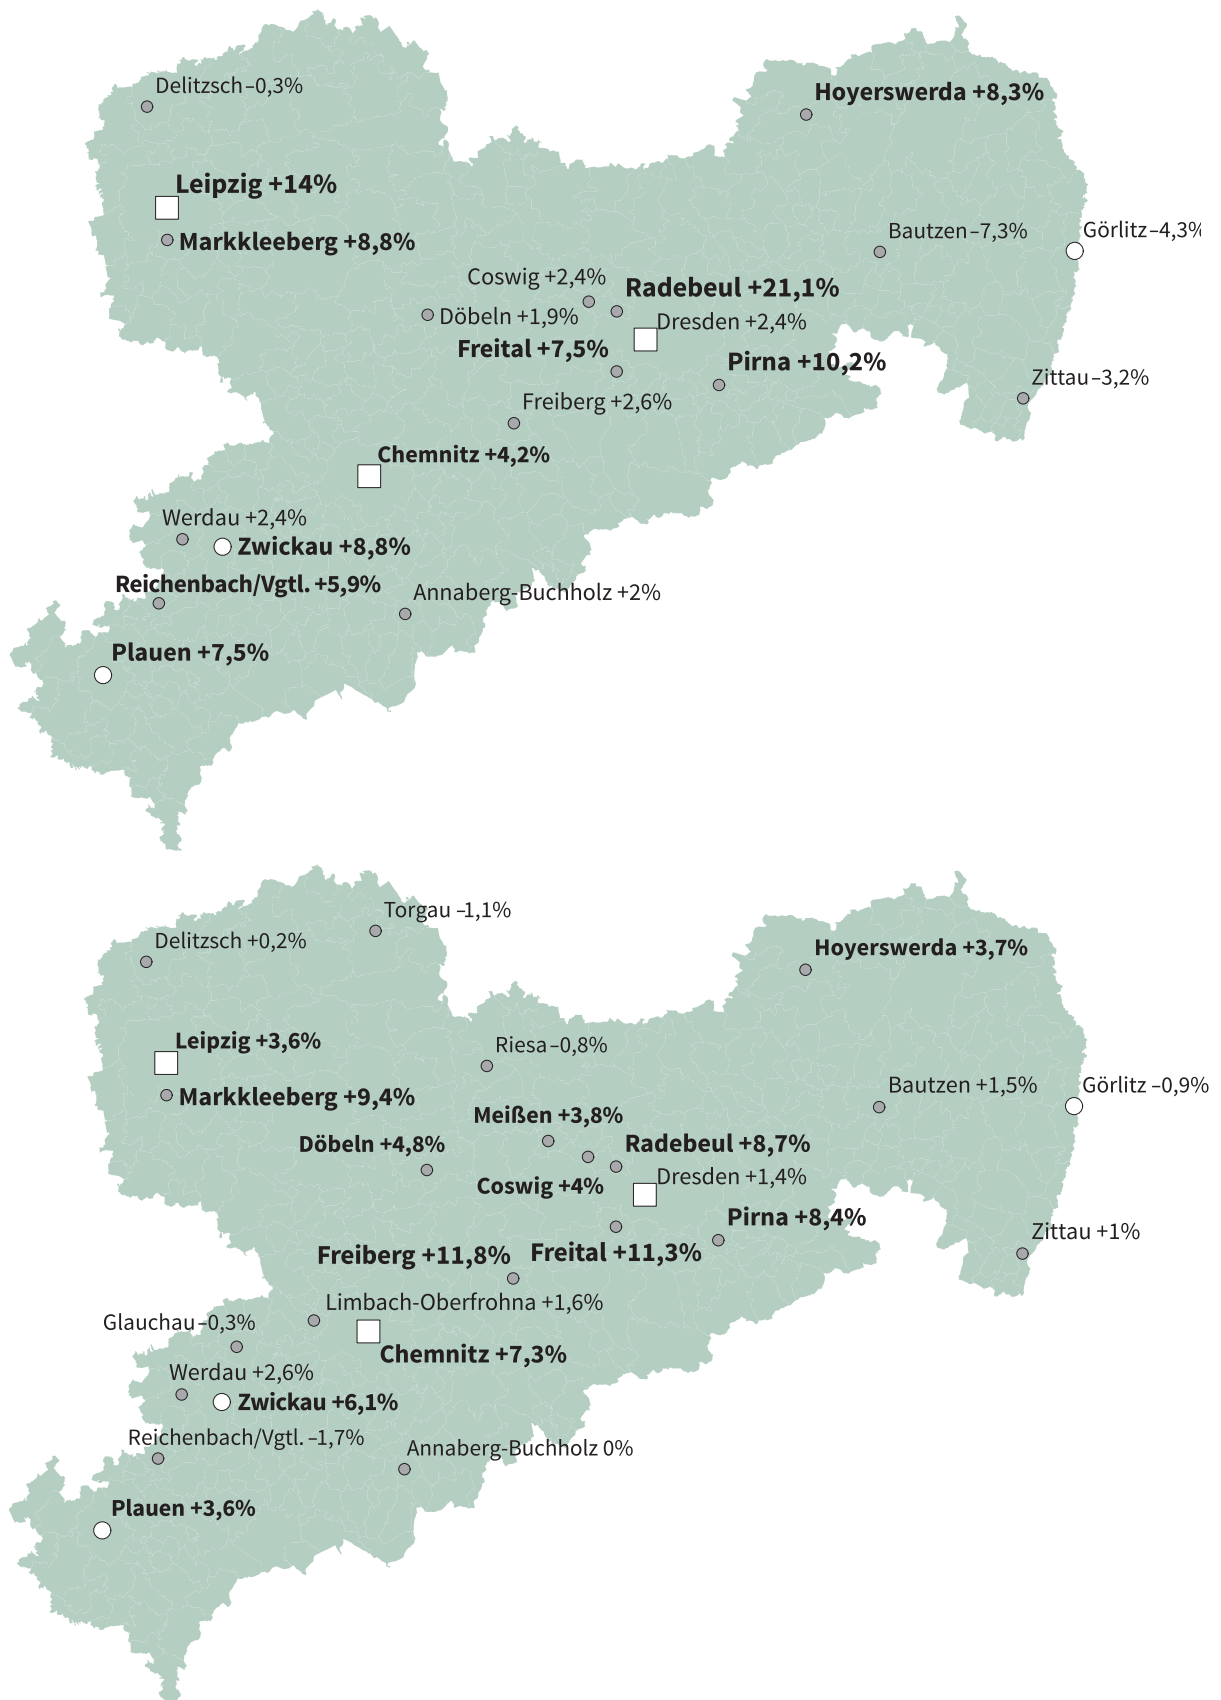 Delitzsch –0,3%
Hoyerswerda +8,3%
Leipzig +14%
Markkleeberg +8,8%
Bautzen –7,3%
Görlitz –4,3%
Coswig +2,4%
Radebeul +21,1%
Döbeln +1,9%
Dresden +2,4%
Freital +7,5%
Pirna +10,2%
Zittau –3,2%
Freiberg +2,6%
Chemnitz +4,2%
Werdau +2,4%
Zwickau +8,8%
Reichenbach/Vgtl. +5,9%
Annaberg-Buchholz +2%
Plauen +7,5%
Torgau –1,1%
Delitzsch +0,2%
Hoyerswerda +3,7%
Leipzig +3,6%
Riesa –0,8%
Markkleeberg +9,4%
Bautzen +1,5%
Görlitz –0,9%
Meißen +3,8%
Döbeln +4,8%
Radebeul +8,7%
Dresden +1,4%
Coswig +4%
Pirna +8,4%
Zittau +1%
Freiberg +11,8%
Freital +11,3%
Limbach-Oberfrohna +1,6%
Glauchau –0,3%
Chemnitz +7,3%
Werdau +2,6%
Zwickau +6,1%
Reichenbach/Vgtl. –1,7%
Annaberg-Buchholz 0%
Plauen +3,6%